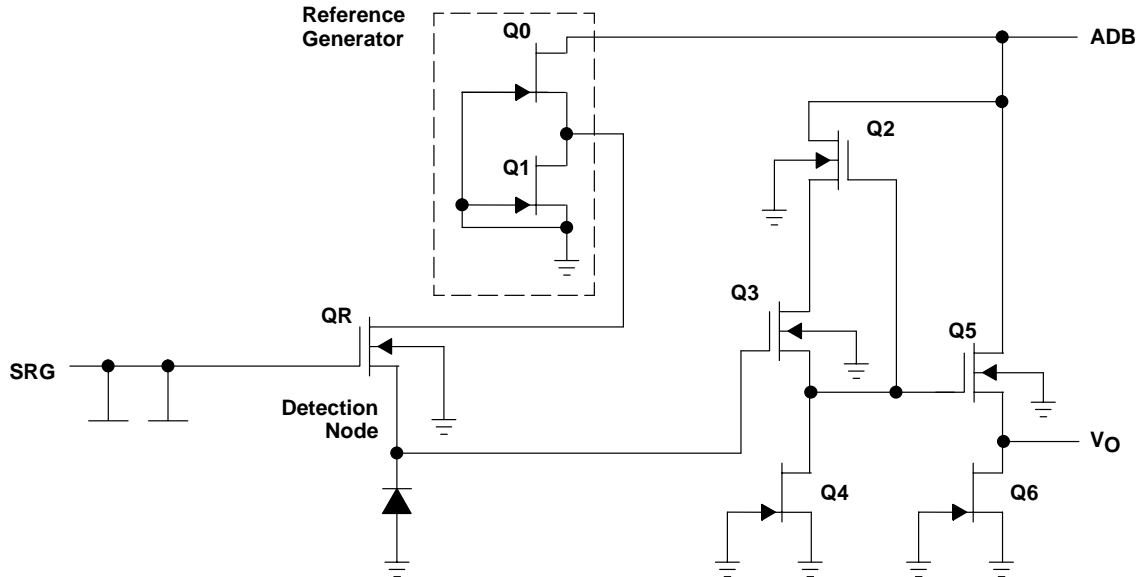 Reference
Generator
Q0
ADB
Q2
Q1
Q3
QR
Q5
SRG
Detection
Node
VO
Q4
Q6